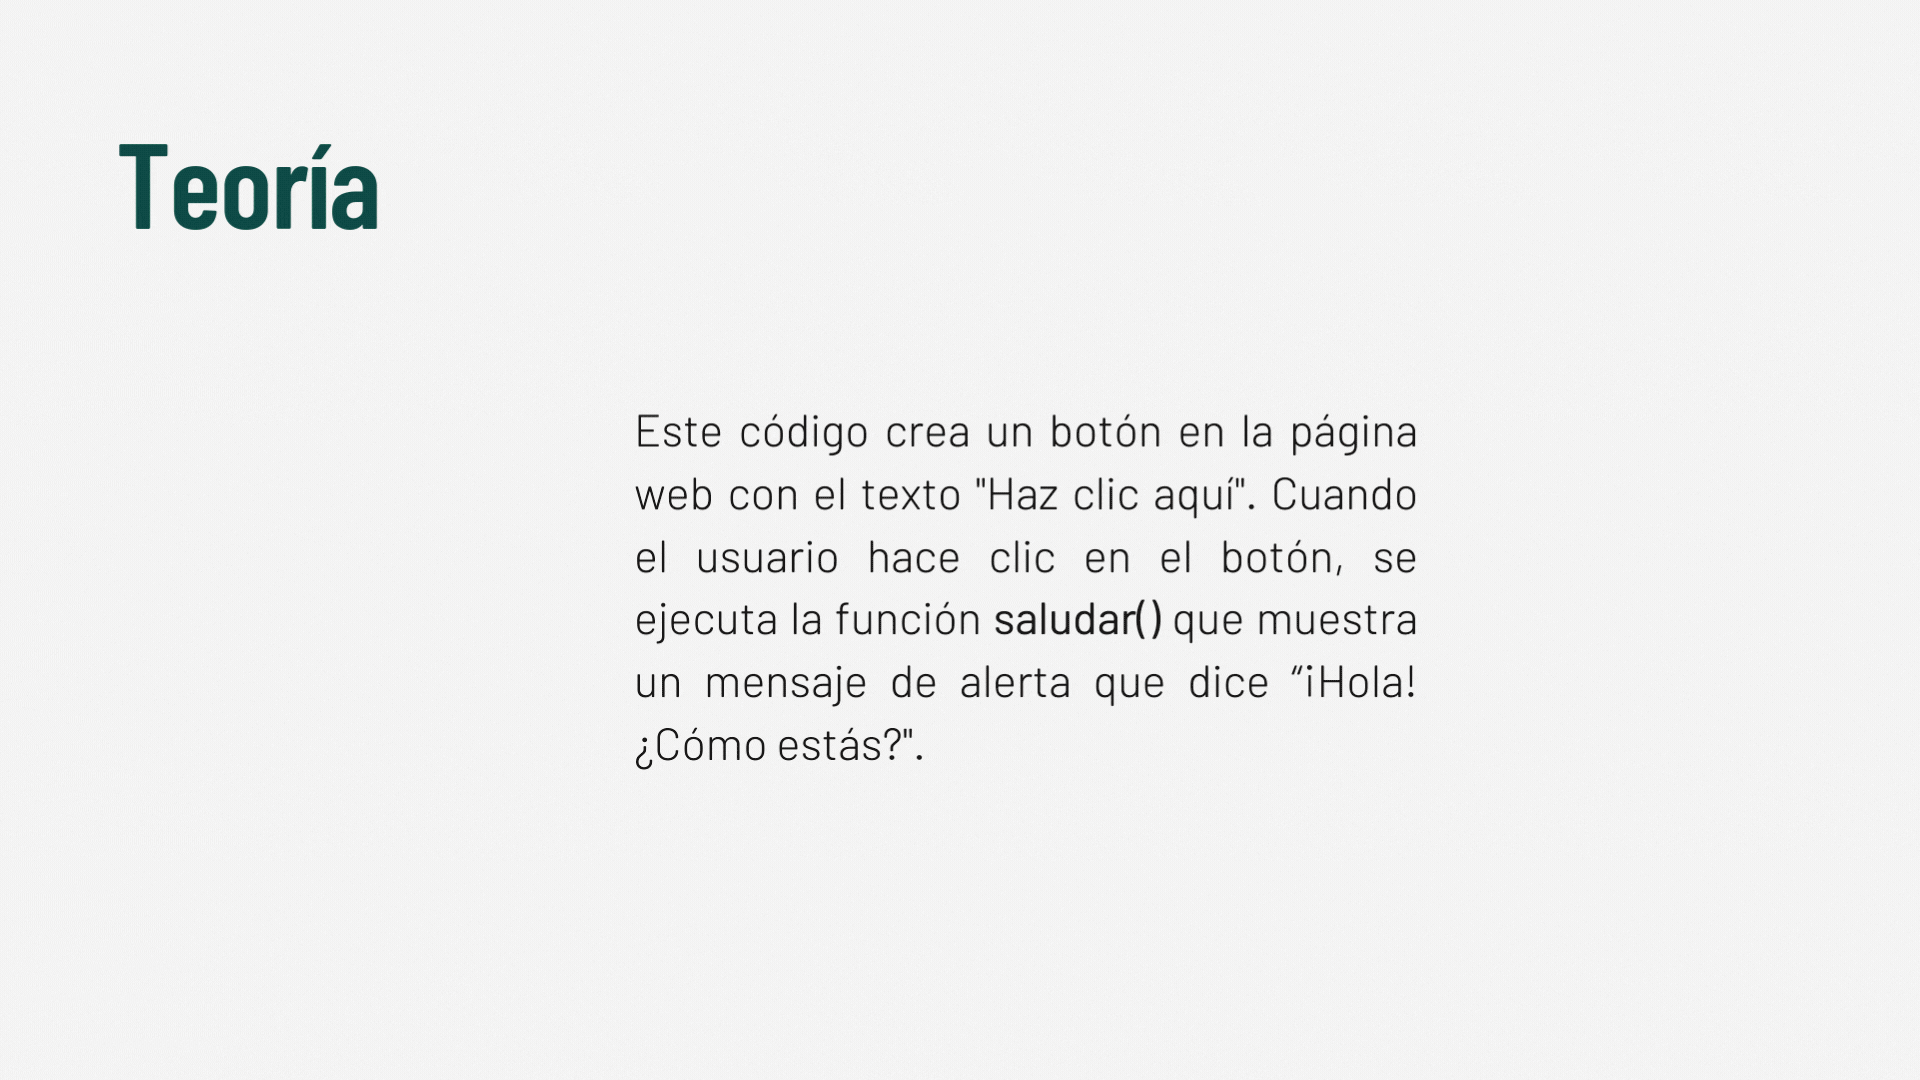 Teoría
Este código crea un botón en la página
web con el texto "Haz clic aquí". Cuando
el usuario hace clic en el botón, se
ejecuta la función saludar() que muestra
un mensaje de alerta que dice “¡Hola!
¿Cómo estás?".